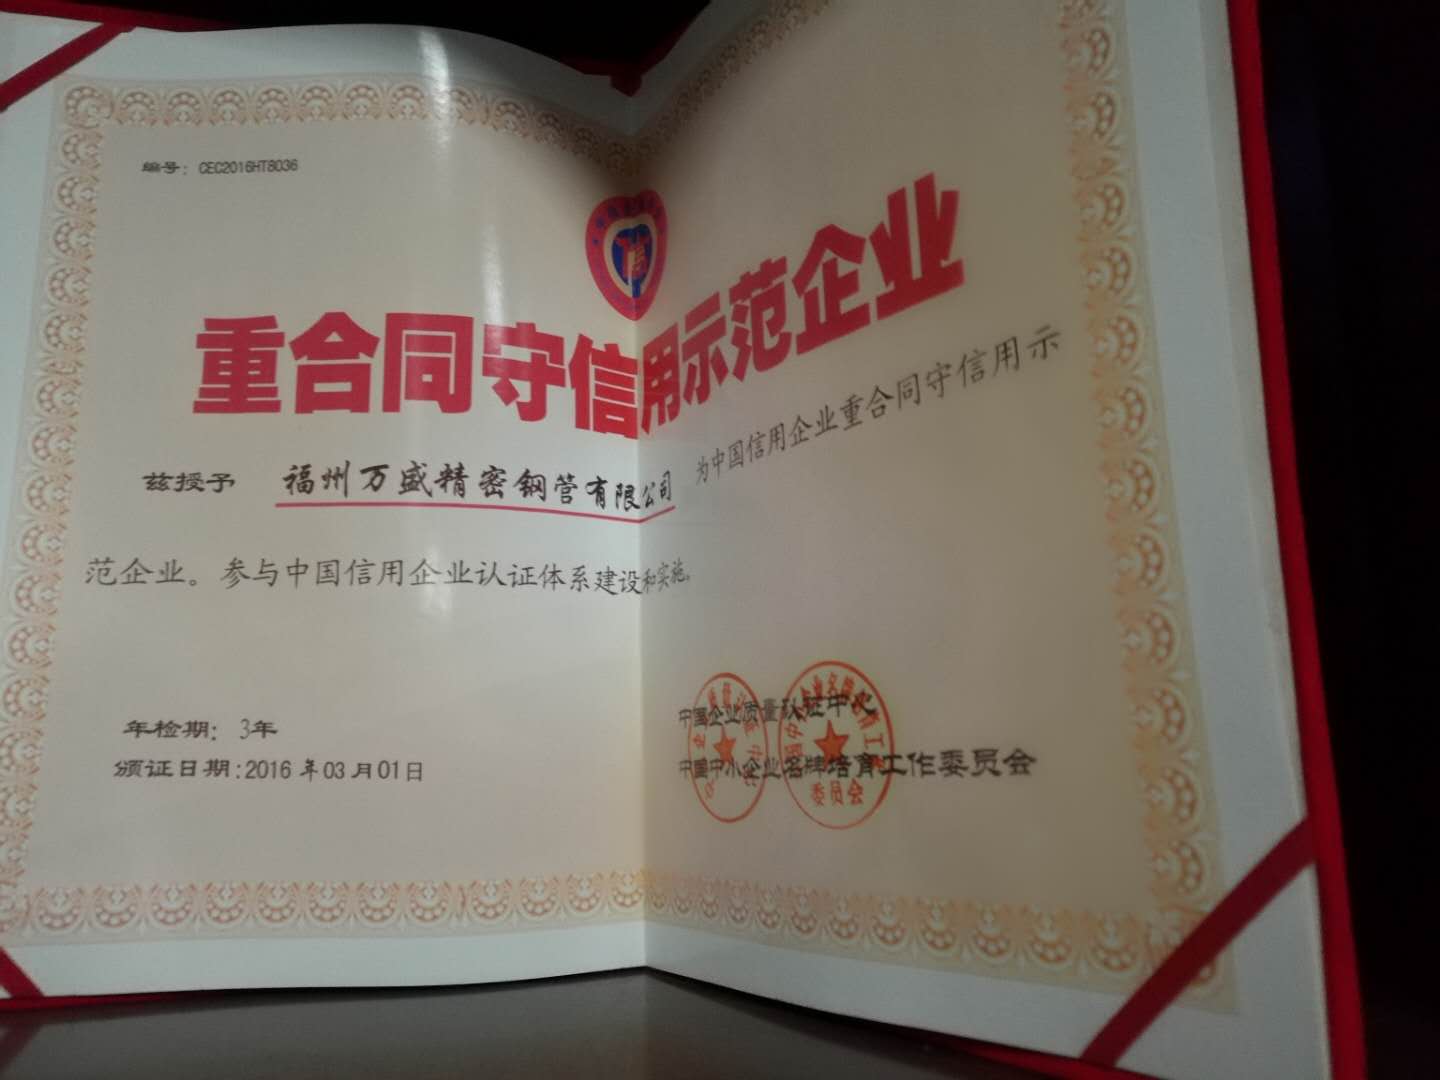 编号：CEC2016HT8036
信
重合同守信用示范企业
兹授予 福州万盛精密钢管有限公司 为中国信用企业重合同守信用示
范企业。参与中国信用企业认证体系建设和实施。
年检期：3年
颁证日期：2016年03月01日
中国企业质量认证中心
中国中小企业名牌培育工作委员会
委员会